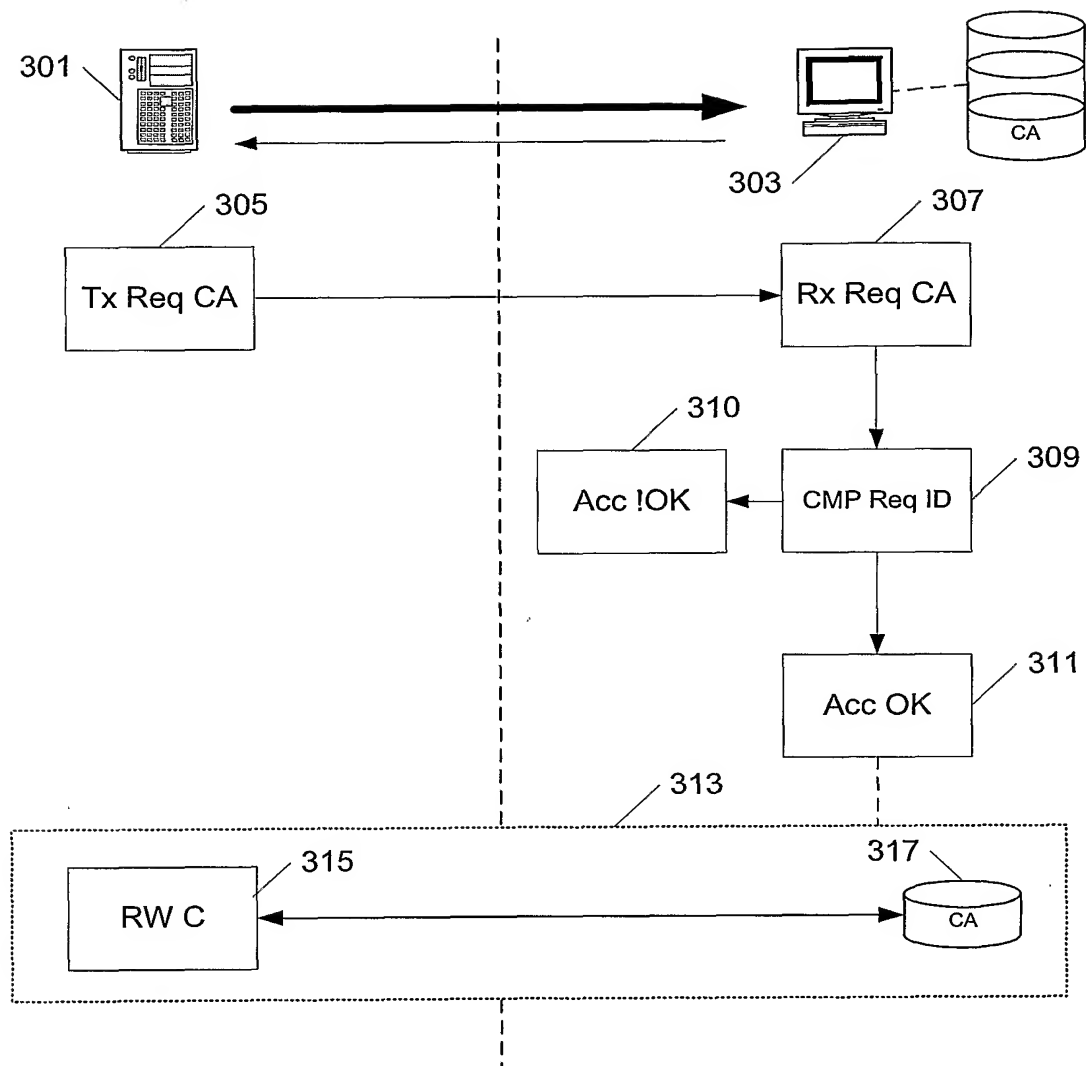 301
CA
303
305
307
Tx Req CA
Rx Req CA
310
309
Acc !OK
CMP Req ID
311
Acc OK
313
315
317
RW C
CA